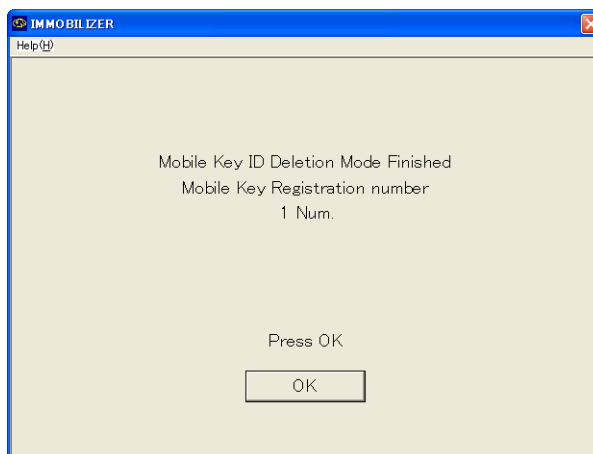 IMMOBILIZER
Help(H)
Mobile Key ID Deletion Mode Finished
Mobile Key Registration number
1 Num.
Press OK
OK